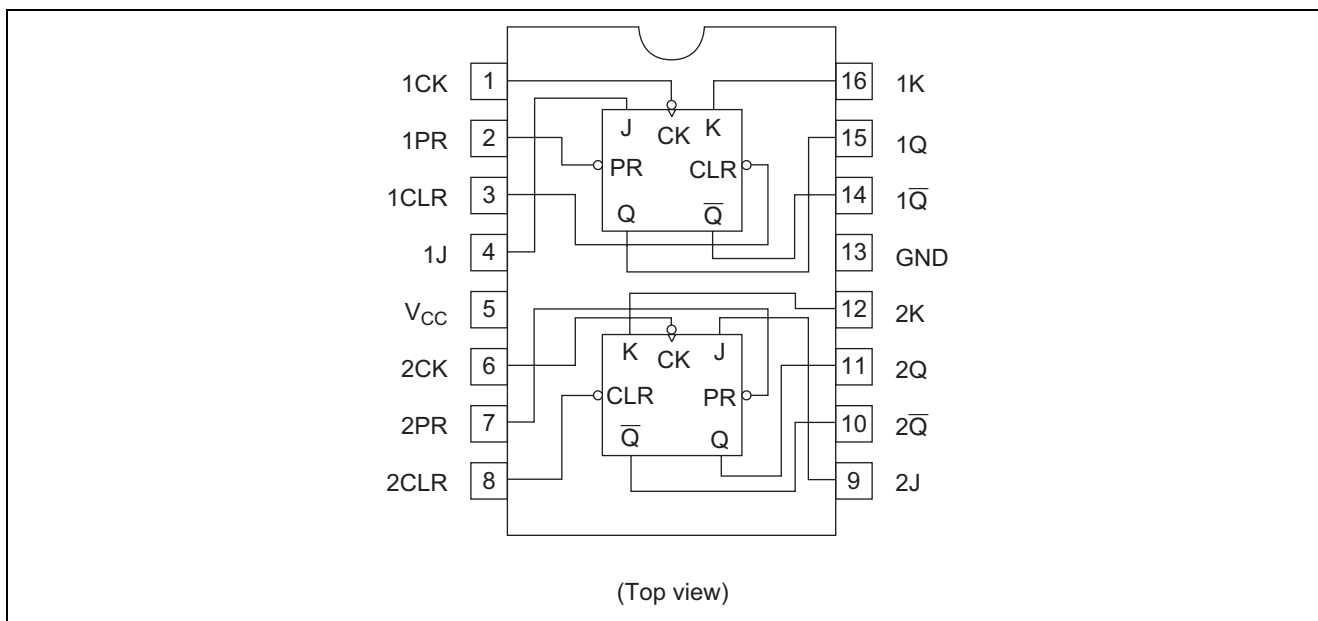 1CK 1 16 1K
J CK K
1PR 2 15 1Q
PR CLR
1CLR 3 14 1Q̅
Q Q̅
1J 4 13 GND
VCC 5 12 2K
K CK J
2CK 6 11 2Q
CLR PR
2PR 7 10 2Q̅
Q̅ Q
2CLR 8 9 2J
(Top view)